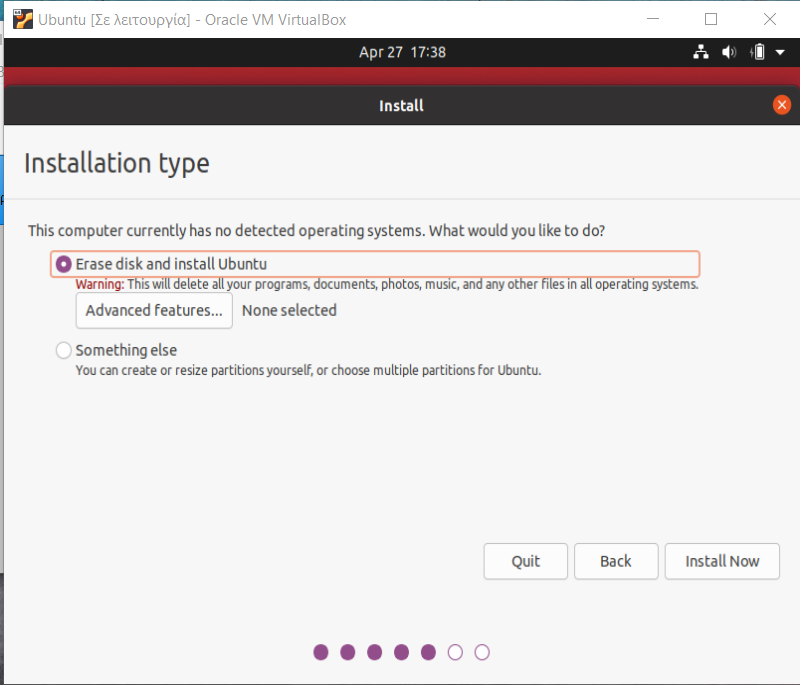 Ubuntu [Σε λειτουργία] - Oracle VM VirtualBox
Apr 27 17:38
Install
Installation type
This computer currently has no detected operating systems. What would you like to do?
Erase disk and install Ubuntu
Warning: This will delete all your programs, documents, photos, music, and any other files in all operating systems.
Advanced features... None selected
Something else
You can create or resize partitions yourself, or choose multiple partitions for Ubuntu.
Quit Back Install Now